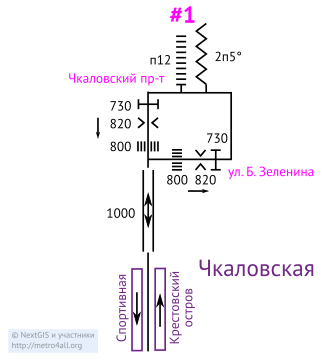 #1
п12
2п5°
Чкаловский пр-т
730
820
800
730
800
820
ул. Б. Зеленина
1000
Чкаловская
Спортивная
Крестовский
остров
© NextGIS и участники
http://metro4all.org